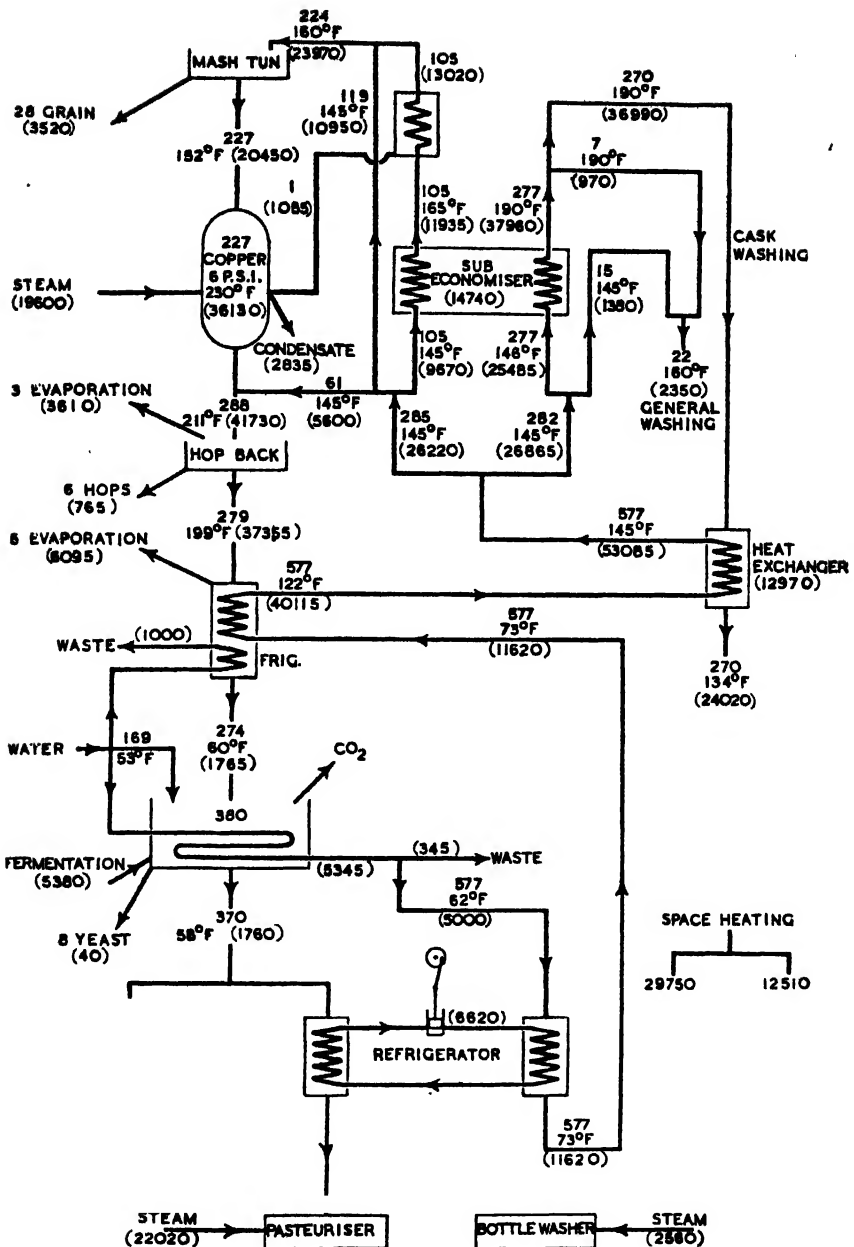 224
160°F
(23970)
MASH TUN
28 GRAIN
(3520)
227
152°F (20450)
119
145°F
(10950)
105
(13020)
270
190°F
(36990)
7
190°F
(970)
1
(1085)
105
165°F
(11935)
277
190°F
(37960)
CASK
WASHING
227
COPPER
6 P.S.I.
230°F
(36130)
STEAM
(19600)
SUB
ECONOMISER
(14740)
15
145°F
(1380)
CONDENSATE
(2835)
105
145°F
(9670)
277
146°F
(25485)
22
160°F
(2350)
GENERAL
WASHING
3 EVAPORATION
(3610)
61
145°F
(5600)
288
211°F (41730)
HOP BACK
285
145°F
(26220)
282
145°F
(26865)
6 HOPS
(765)
279
199°F (37355)
577
145°F
(53085)
HEAT
EXCHANGER
(12970)
5 EVAPORATION
(6095)
577
122°F
(40115)
WASTE
(1000)
FRIG.
577
73°F
(11620)
270
134°F
(24020)
274
60°F
(1765)
WATER
169
53°F
CO2
380
FERMENTATION
(5380)
(5345)
(345)
WASTE
8 YEAST
(40)
370
58°F (1760)
577
62°F
(5000)
SPACE HEATING
29750
12510
(6620)
REFRIGERATOR
577
73°F
(11620)
STEAM
(22020)
PASTEURISER
BOTTLE WASHER
STEAM
(2560)